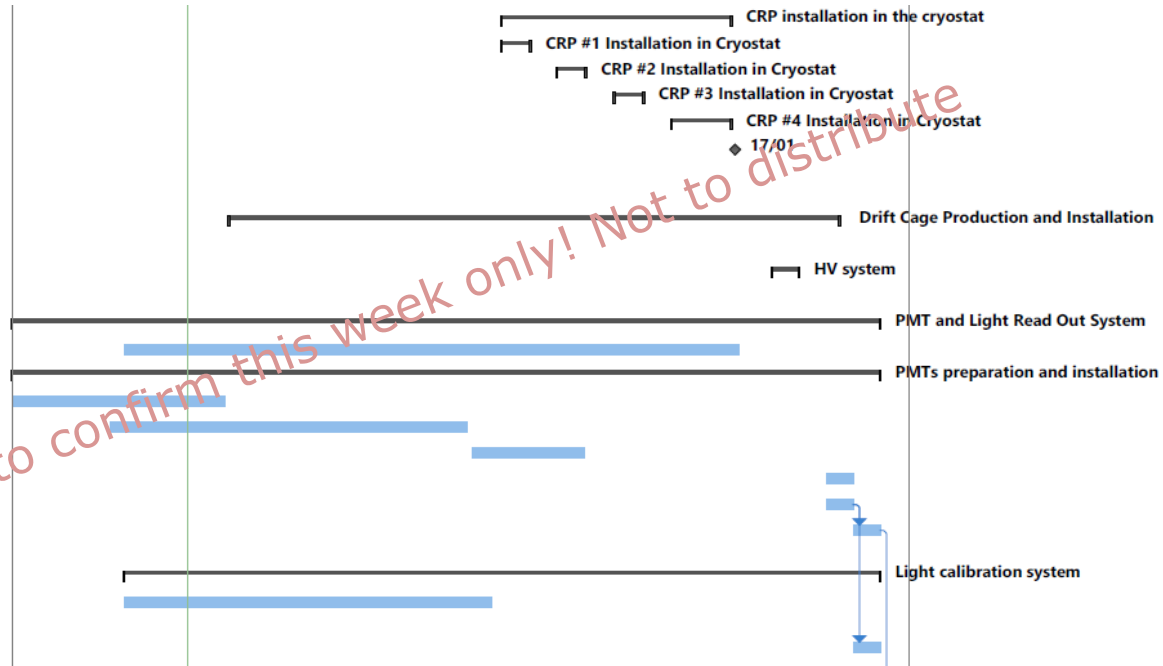 CRP installation in the cryostat
CRP #1 Installation in Cryostat
CRP #2 Installation in Cryostat
CRP #3 Installation in Cryostat
CRP #4 Installation in Cryostat
17/01
Drift Cage Production and Installation
HV system
PMT and Light Read Out System
PMTs preparation and installation
Light calibration system
to confirm this week only! Not to distribute